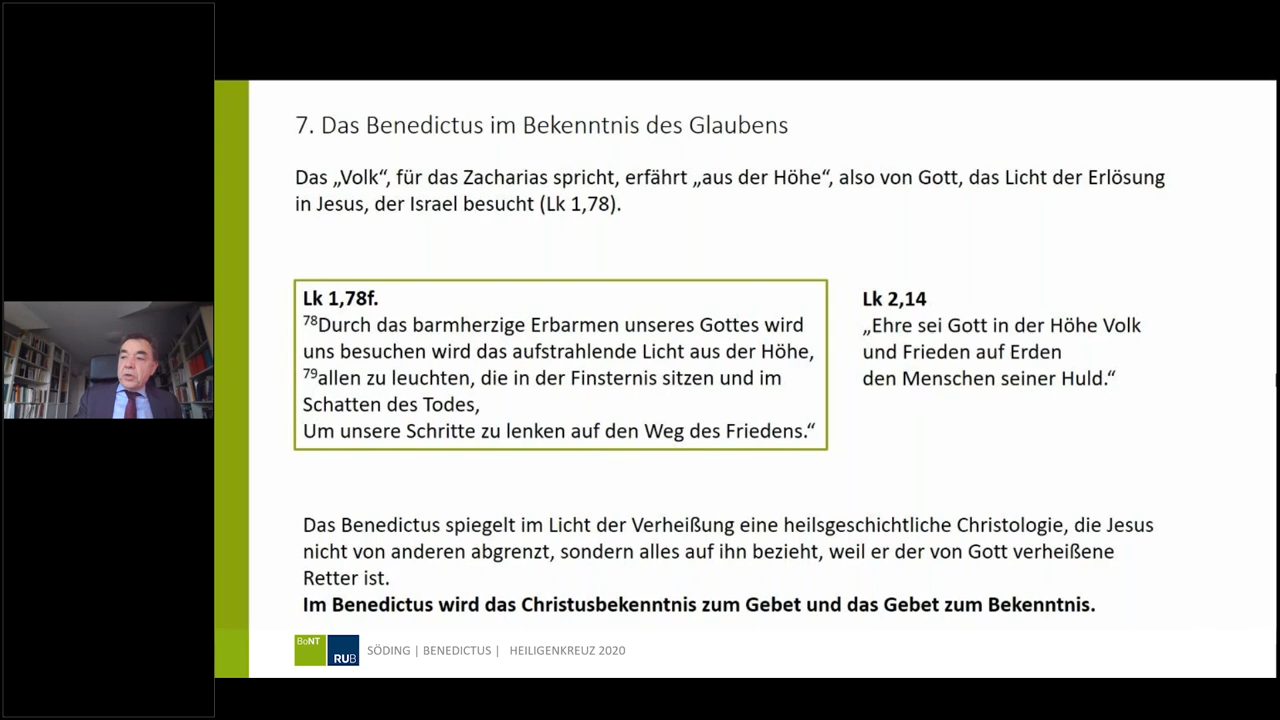 7. Das Benedictus im Bekenntnis des Glaubens
Das „Volk“, für das Zacharias spricht, erfährt „aus der Höhe“, also von Gott, das Licht der Erlösung
in Jesus, der Israel besucht (Lk 1,78).
Lk 1,78f.
⁷⁸Durch das barmherzige Erbarmen unseres Gottes wird
uns besuchen wird das aufstrahlende Licht aus der Höhe,
⁷⁹allen zu leuchten, die in der Finsternis sitzen und im
Schatten des Todes,
Um unsere Schritte zu lenken auf den Weg des Friedens.“
Lk 2,14
„Ehre sei Gott in der Höhe Volk
und Frieden auf Erden
den Menschen seiner Huld.“
Das Benedictus spiegelt im Licht der Verheißung eine heilsgeschichtliche Christologie, die Jesus
nicht von anderen abgrenzt, sondern alles auf ihn bezieht, weil er der von Gott verheißene
Retter ist.
Im Benedictus wird das Christusbekenntnis zum Gebet und das Gebet zum Bekenntnis.
BoNT
RUB
SÖDING | BENEDICTUS | HEILIGENKREUZ 2020